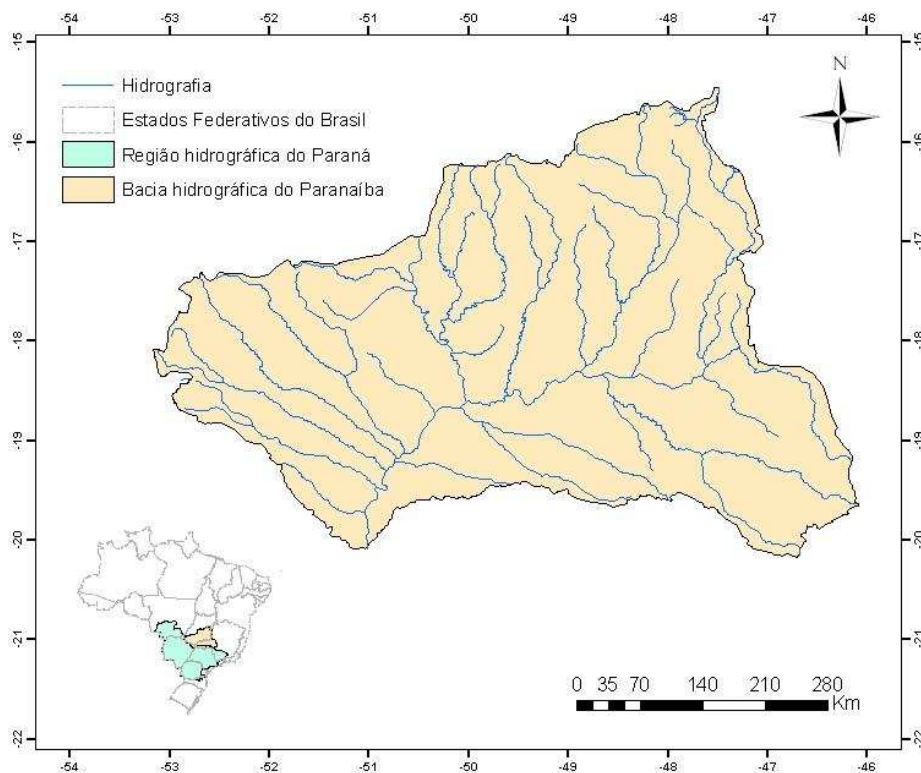 -54 -53 -52 -51 -50 -49 -48 -47 -46
-15 -15
N
Hidrografia
Estados Federativos do Brasil
-16 -16
Região hidrográfica do Paraná
Bacia hidrográfica do Paranaíba
-17 -17
-18 -18
-19 -19
-20 -20
-21 -21
0 35 70 140 210 280
Km
-22 -22
-54 -53 -52 -51 -50 -49 -48 -47 -46